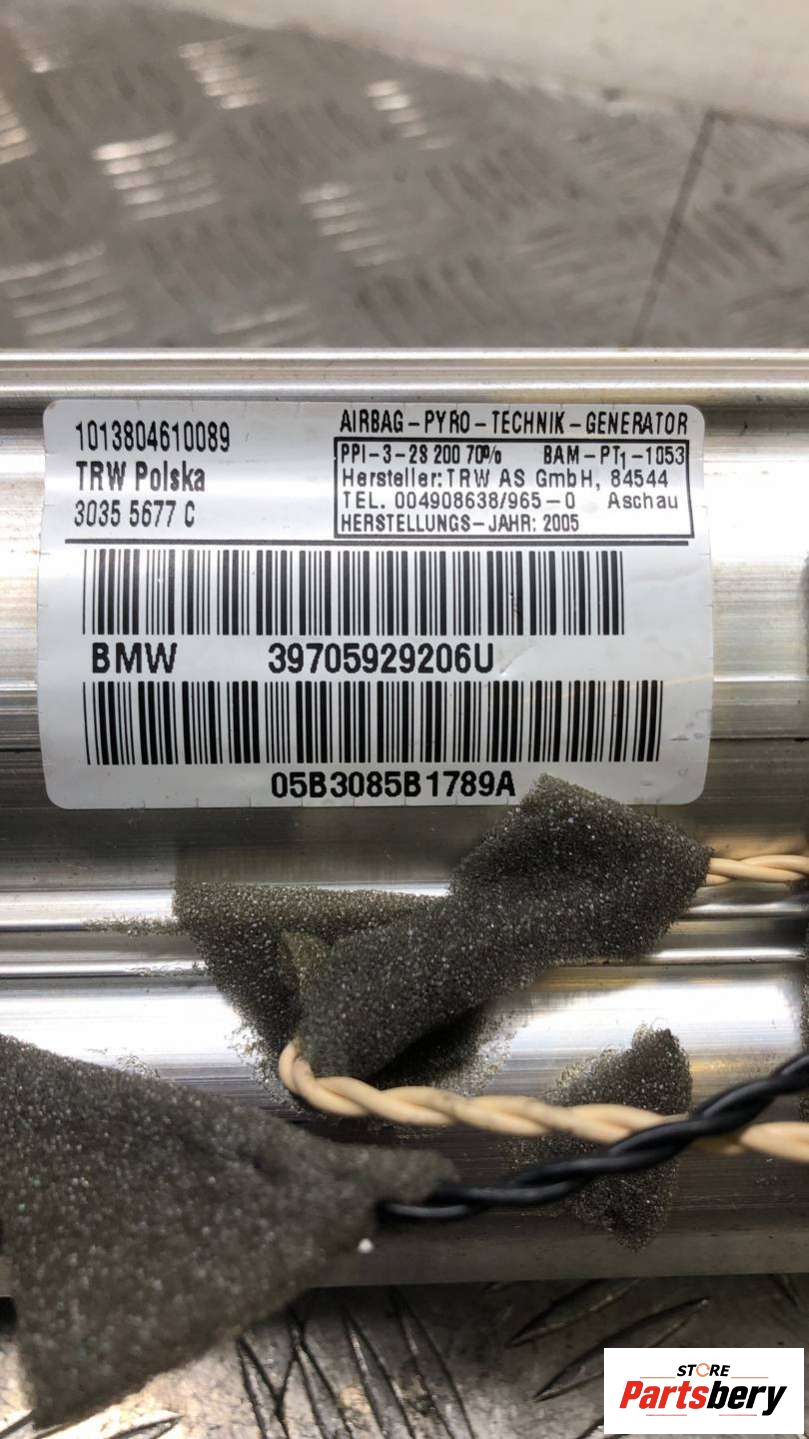 1013804610089
TRW Polska
3035 5677 C
AIRBAG-PYRO-TECHNIK-GENERATOR
PPI-3-2S 200 70% BAM-PT1-1053
Hersteller: TRW AS GmbH, 84544
TEL. 004908638/965-0 Aschau
HERSTELLUNGS-JAHR: 2005
BMW 39705929206U
05B3085B1789A
STORE
Partsbery